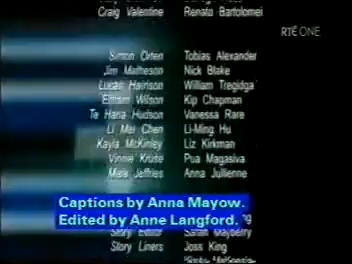 Craig Valentine Renato Bartolomei
RTÉ ONE
Simon Orten Tobias Alexander
Jim Matheson Nick Blake
Lucas Harrison William Tregidga
Ethan Wilson Kip Chapman
Te Hana Hudson Vanessa Rare
Li Mei Chen Li-Ming Hu
Kayla McKinley Liz Kirkman
Vinnie Kruse Pua Magasiva
Maia Jeffries Anna Jullienne
Captions by Anna Mayow.
Edited by Anne Langford.
Story Editor Sarah Mayberry
Story Liners Joss King